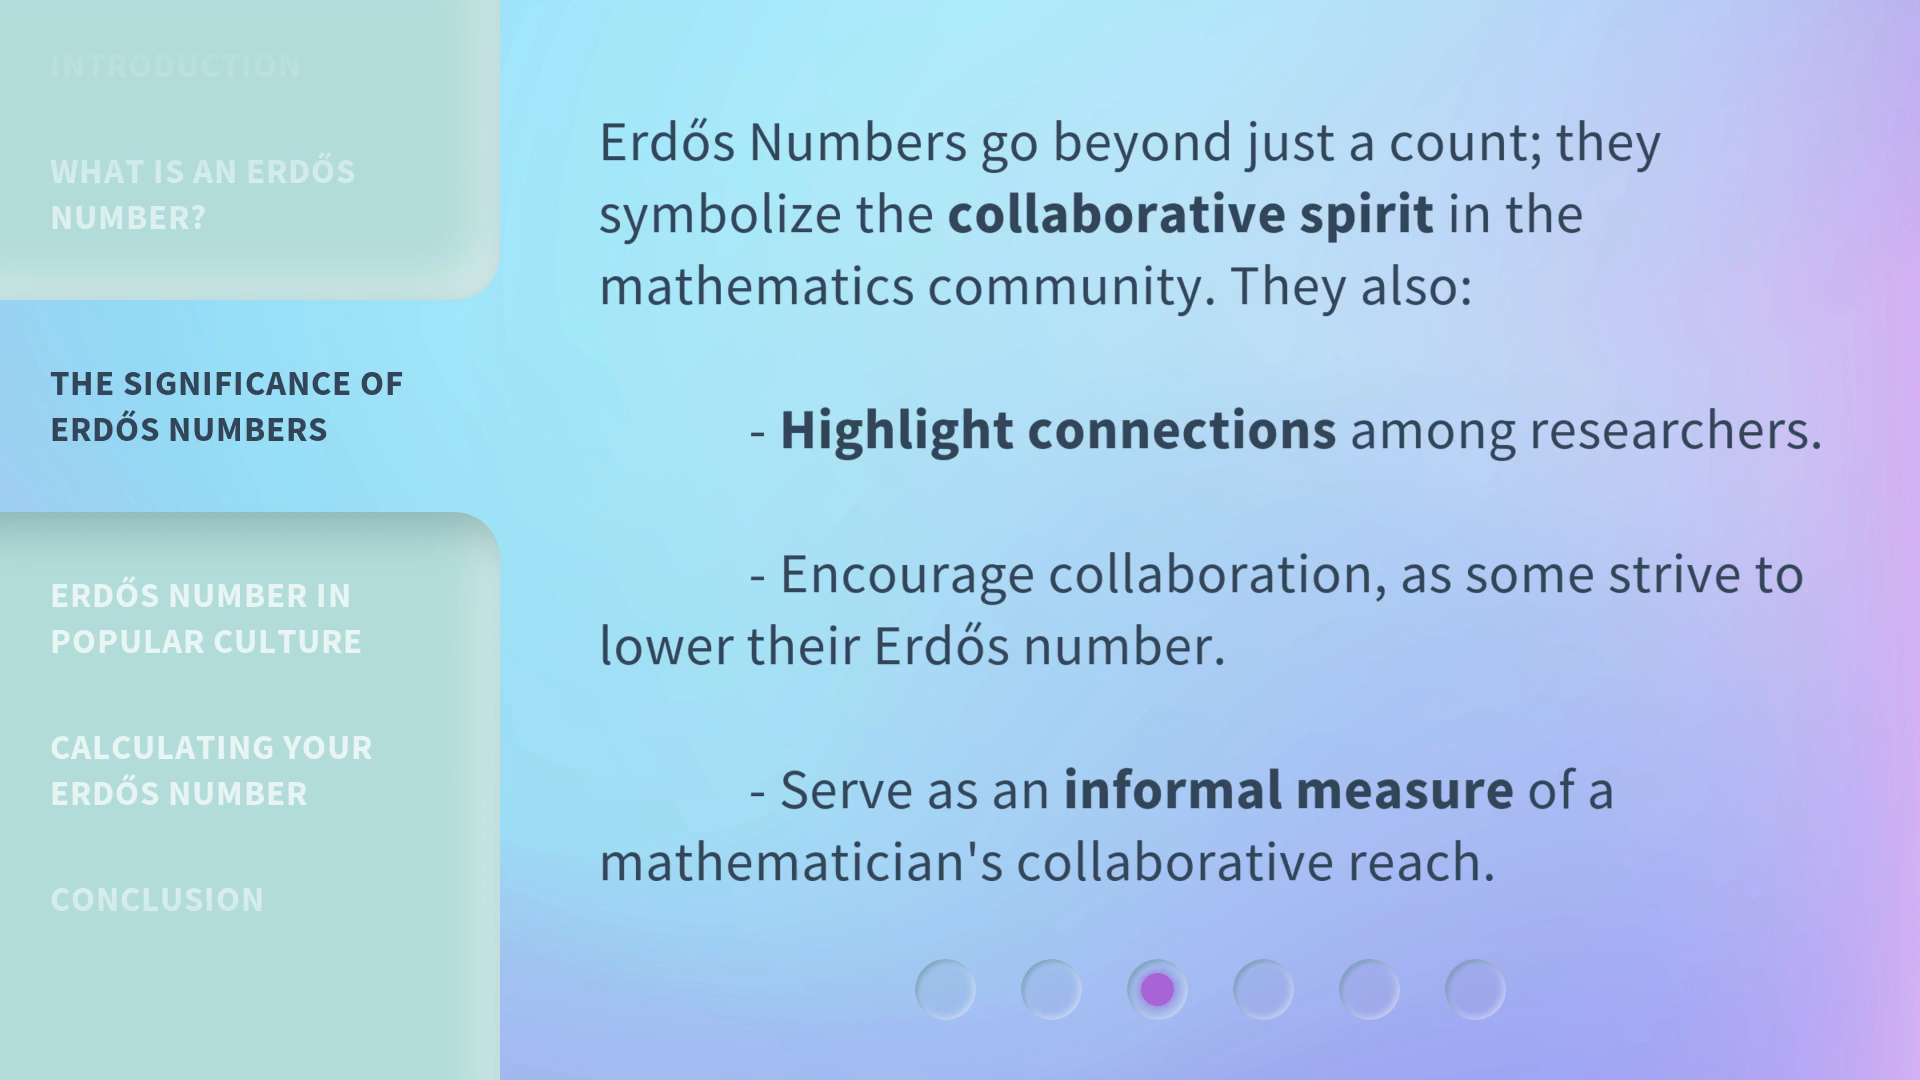 INTRODUCTION
WHAT IS AN ERDŐS
NUMBER?
THE SIGNIFICANCE OF
ERDŐS NUMBERS
ERDŐS NUMBER IN
POPULAR CULTURE
CALCULATING YOUR
ERDŐS NUMBER
CONCLUSION
Erdős Numbers go beyond just a count; they
symbolize the collaborative spirit in the
mathematics community. They also:
- Highlight connections among researchers.
- Encourage collaboration, as some strive to
lower their Erdős number.
- Serve as an informal measure of a
mathematician's collaborative reach.